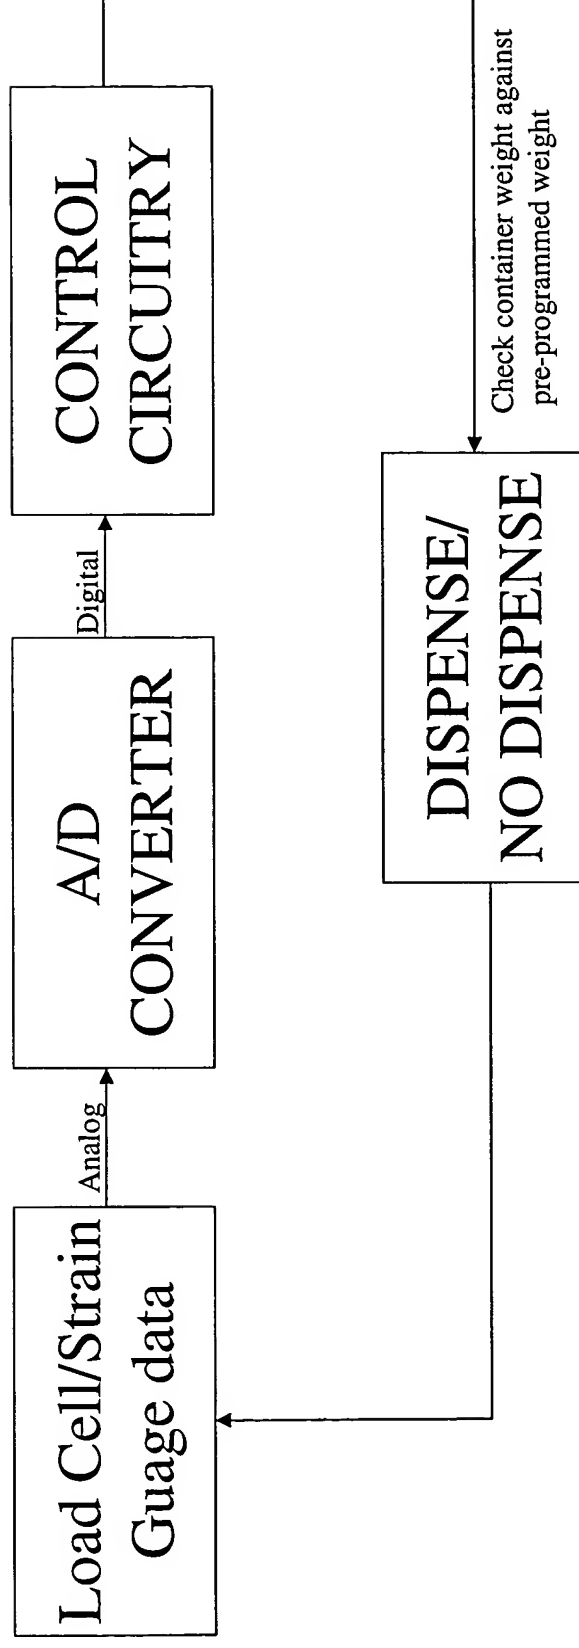 Load Cell/Strain
Guage data
Analog
A/D
CONVERTER
Digital
CONTROL
CIRCUITRY
Check container weight against
pre-programmed weight
DISPENSE/
NO DISPENSE